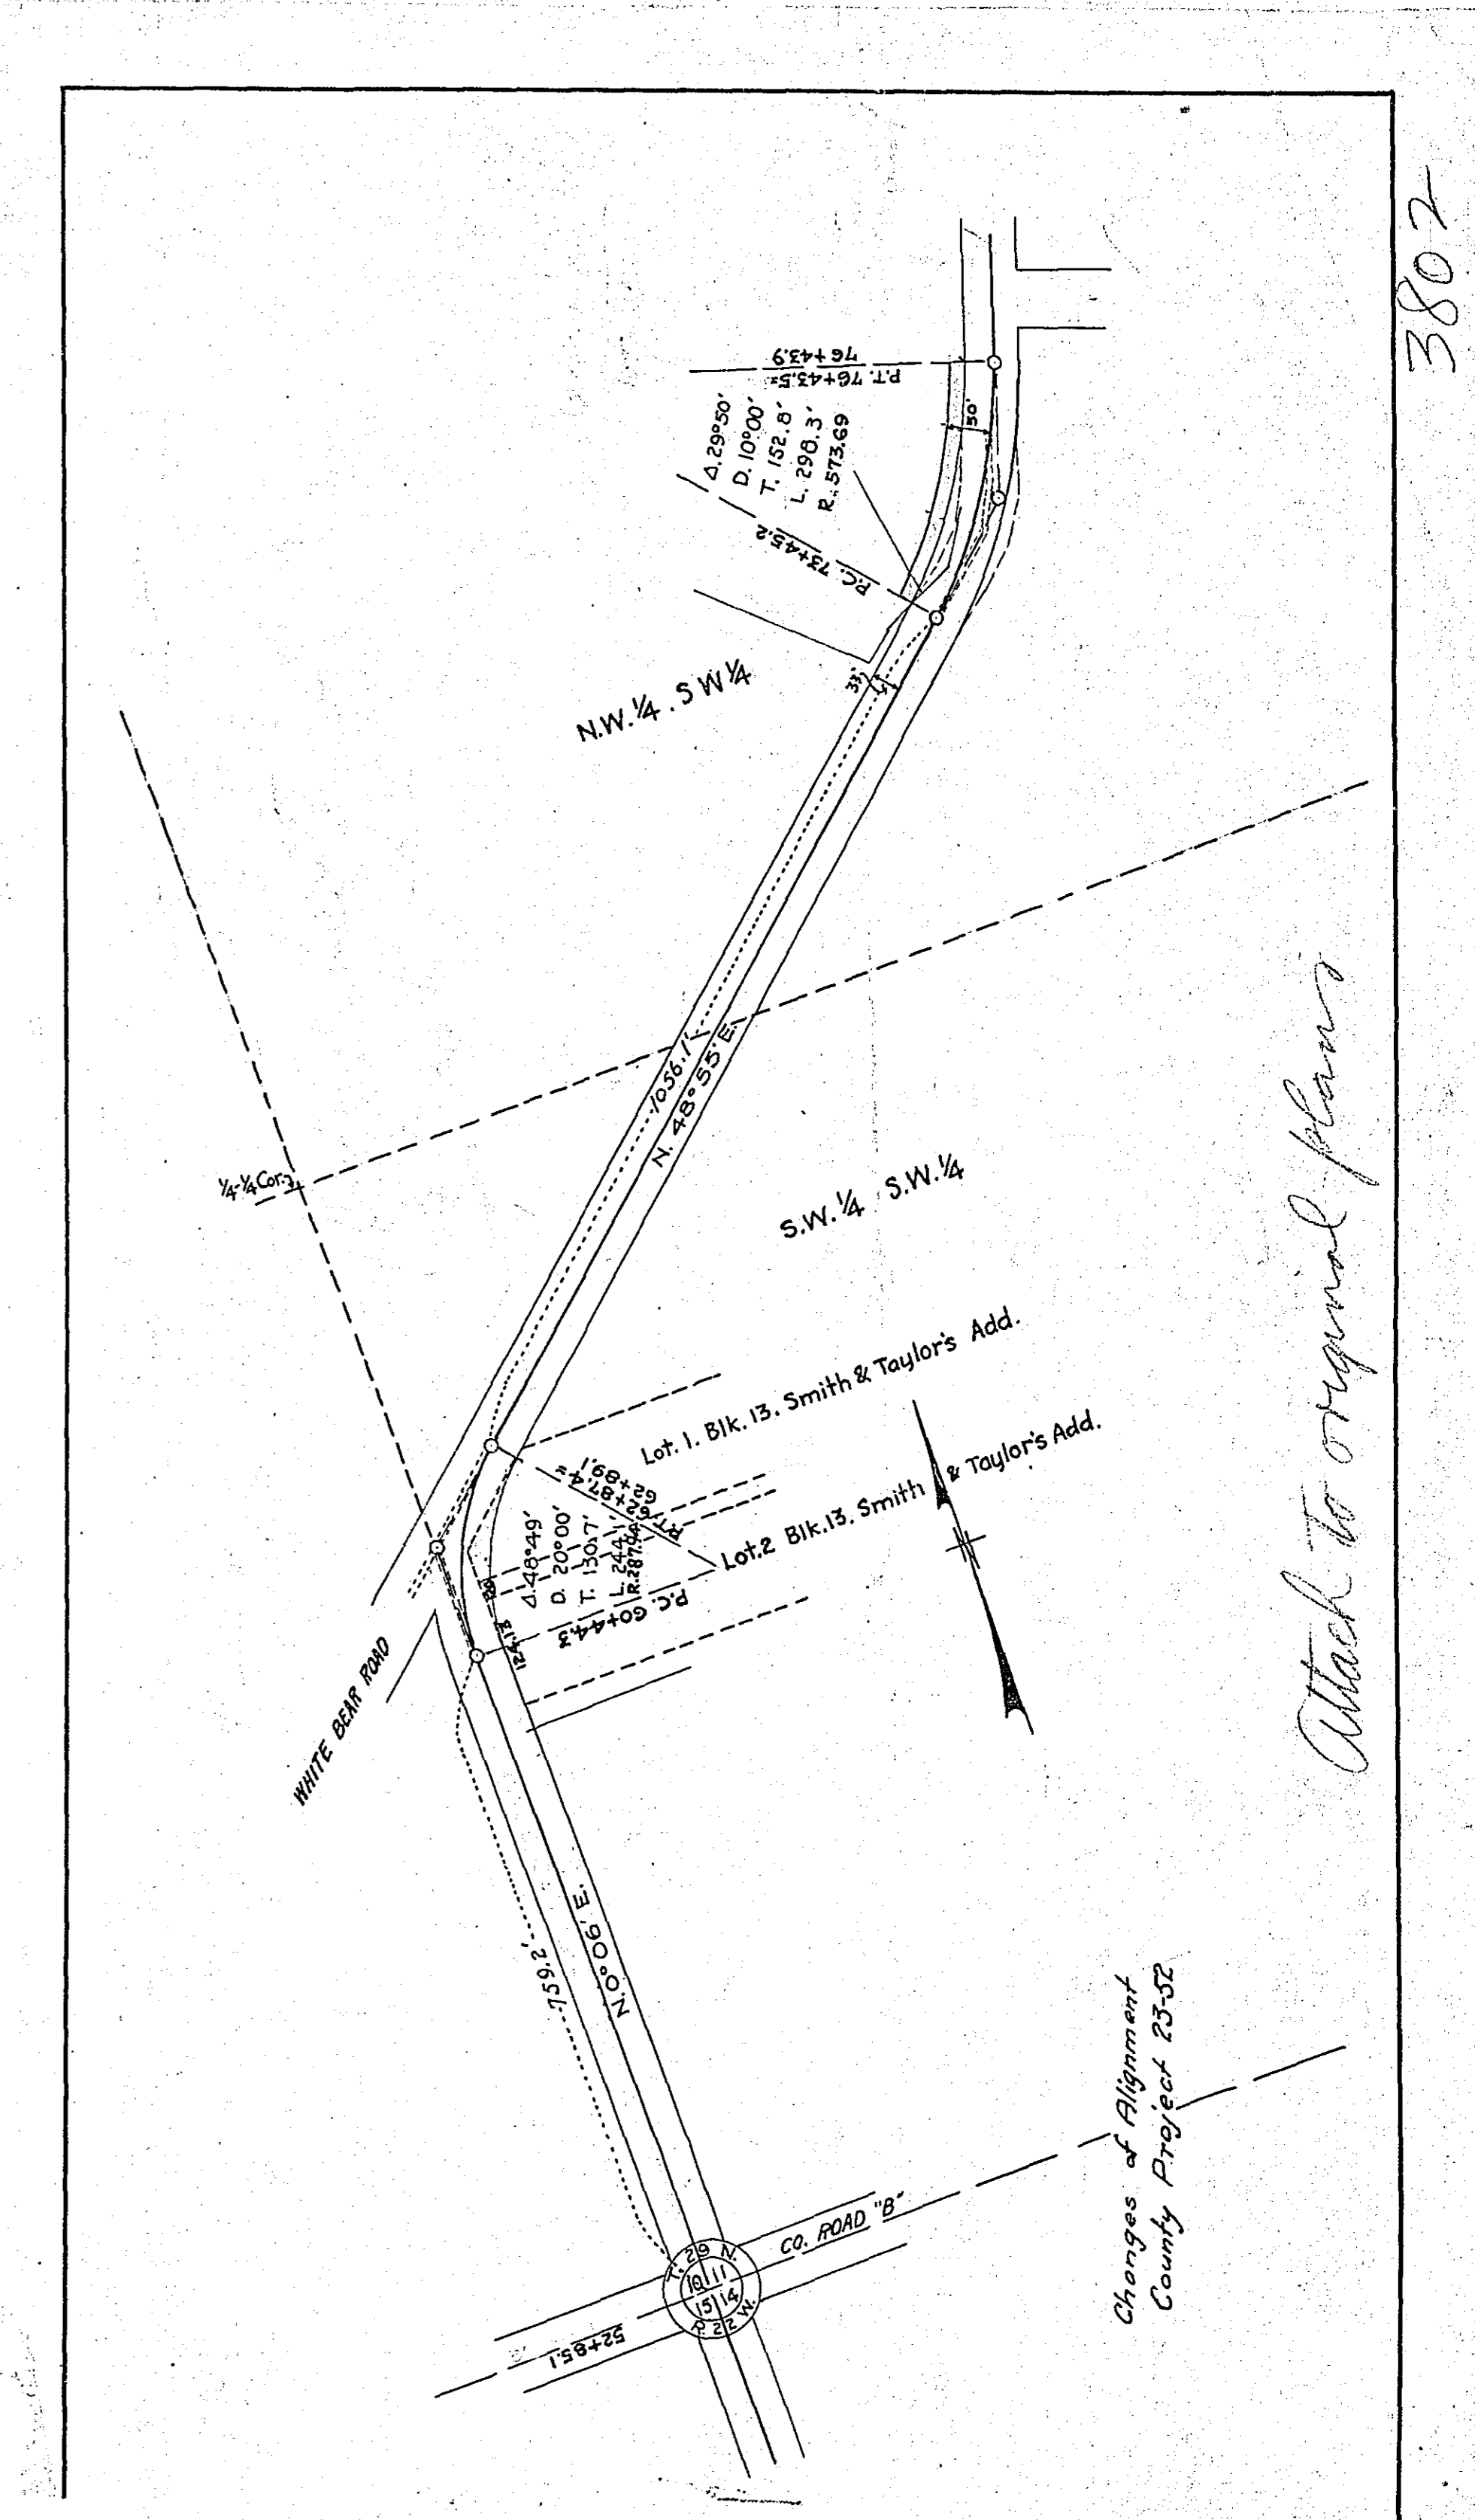 3802
76+43.9
P.T. 76+43.5=
Δ. 29°50'
D. 10°00'
T. 152.8'
L. 298.3'
R. 573.69
50'
P.C. 73+45.2
33'
N.W. ¼ . S W ¼
1056.1'
N. 48° 55' E.
¼-¼ Cor.
S.W. ¼ S.W. ¼
Lot. 1. Blk. 13. Smith & Taylor's Add.
Lot. 2 Blk. 13. Smith & Taylor's Add.
62+89.1
P.T. 62+87.4=
Δ. 48°49'
D. 20°00'
T. 130.7'
L. 244.1'
R. 287.94
P.C. 60+44.3
20'
124.13
WHITE BEAR ROAD
759.2'
N. 0° 06' E.
CO. ROAD "B"
T. 29 N.
10 11
15 14
R. 22 W.
52+85.1
Changes of Alignment
County Project 23-52
Attach to original plans